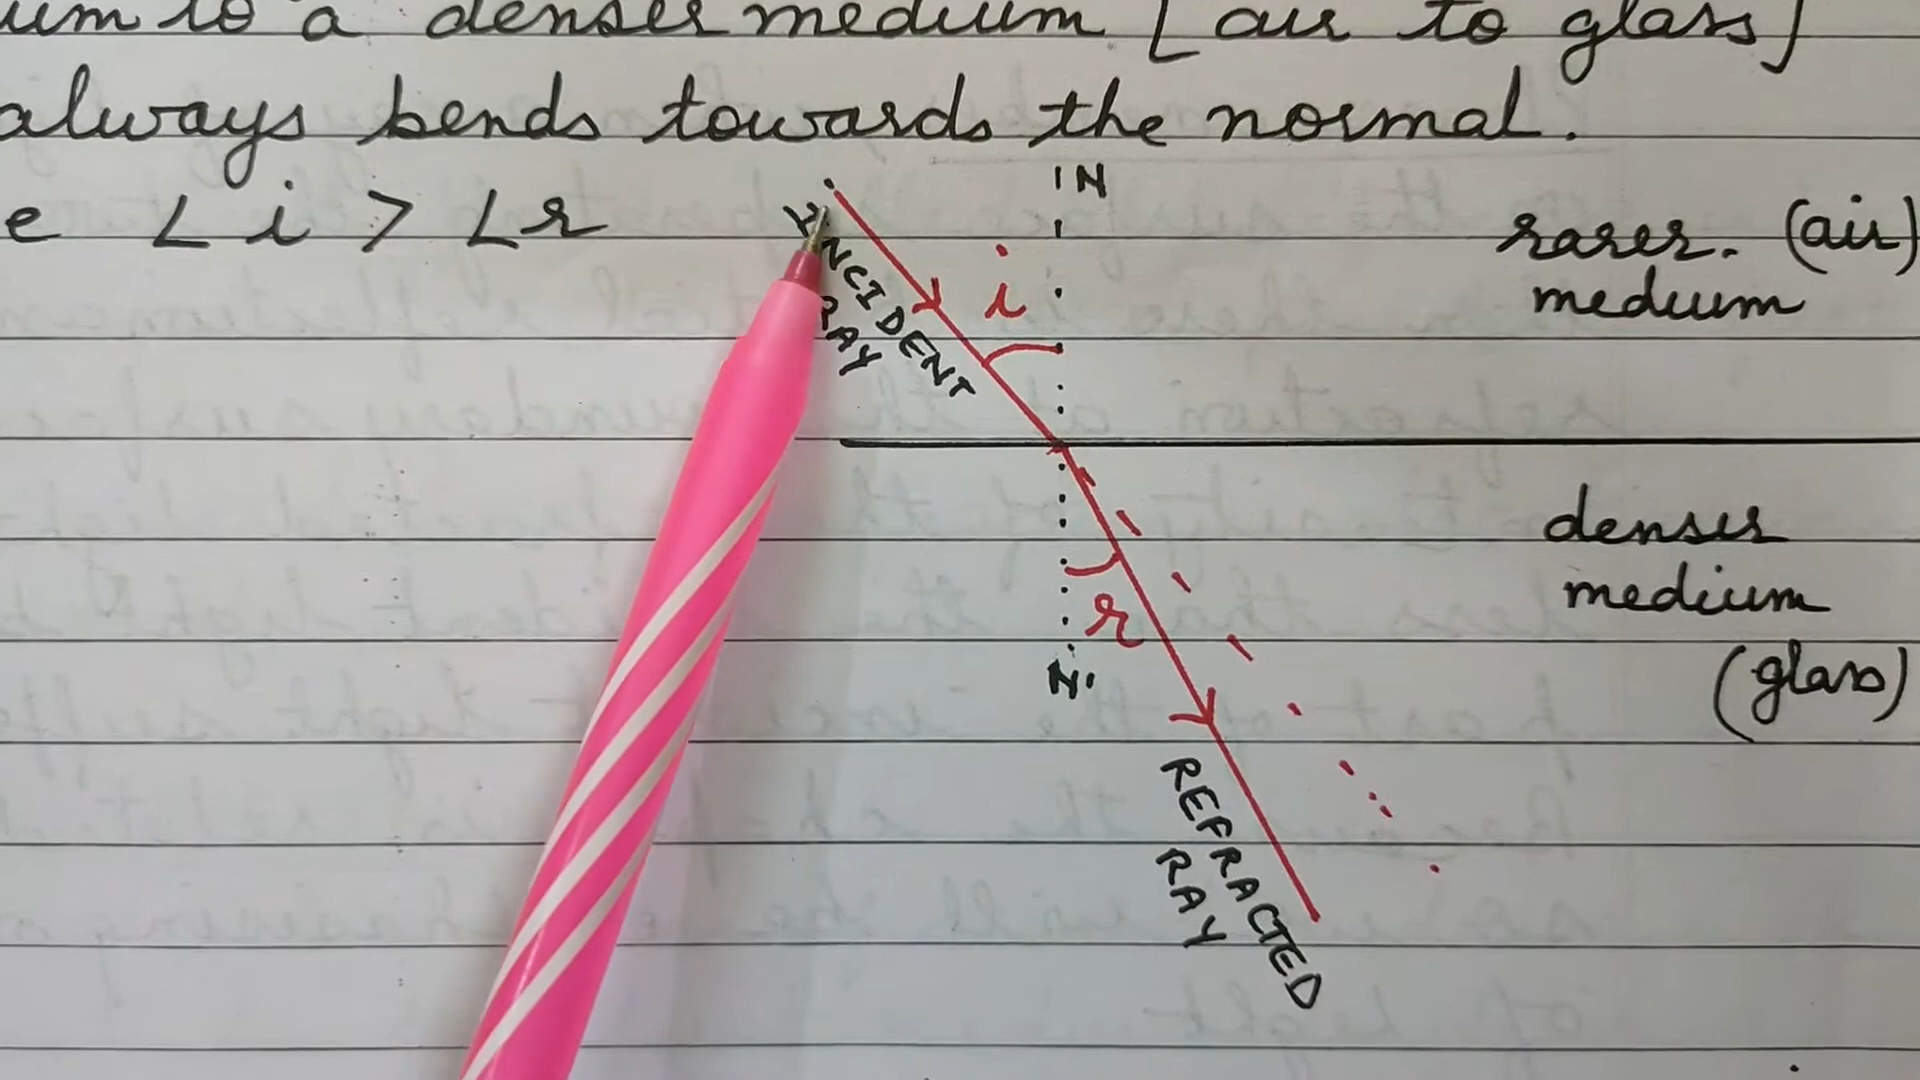 um to a denser medium [air to glass]
always bends towards the normal.
e ∠i > ∠r
N
INCIDENT
RAY
i
rarer. (air)
medium
denser
medium
(glass)
r
N'
REFRACTED
RAY